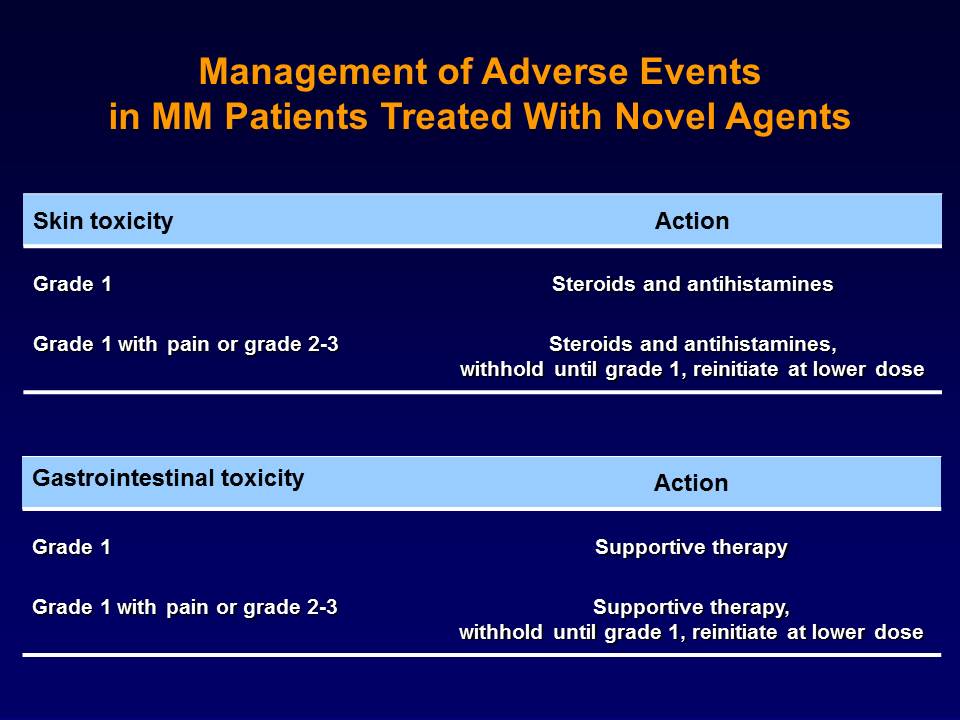 Management of Adverse Events
in MM Patients Treated With Novel Agents
Skin toxicity Action
Grade 1 Steroids and antihistamines
Grade 1 with pain or grade 2-3 Steroids and antihistamines,
withhold until grade 1, reinitiate at lower dose
Gastrointestinal toxicity Action
Grade 1 Supportive therapy
Grade 1 with pain or grade 2-3 Supportive therapy,
withhold until grade 1, reinitiate at lower dose